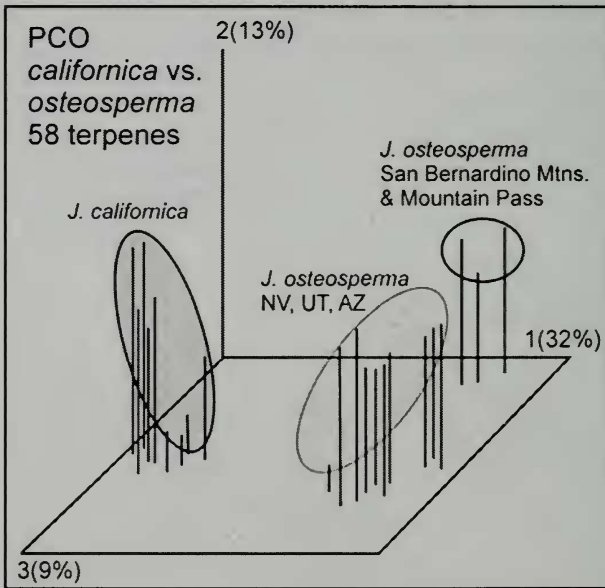 PCO
californica vs.
osteosperma
58 terpenes
2(13%)
J. osteosperma
San Bernardino Mtns.
& Mountain Pass
J. californica
J. osteosperma
NV, UT, AZ
1(32%)
3(9%)